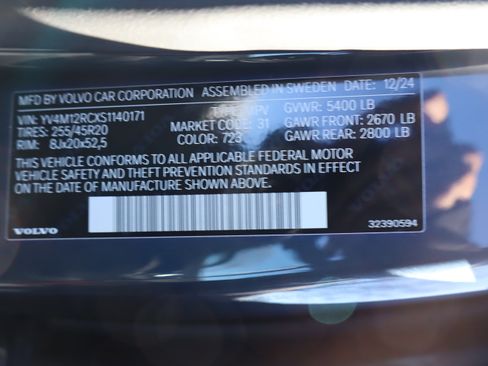 MFD BY VOLVO CAR CORPORATION ASSEMBLED IN SWEDEN DATE: 12/24
VIN: YV4M12RCXS1140171 TYPE: MPV GVWR: 5400 LB
TIRES: 255/45R20 MARKET CODE: 31 GAWR FRONT: 2670 LB
RIM: 8Jx20x52,5 COLOR: 723 GAWR REAR: 2800 LB
THIS VEHICLE CONFORMS TO ALL APPLICABLE FEDERAL MOTOR
VEHICLE SAFETY AND THEFT PREVENTION STANDARDS IN EFFECT
ON THE DATE OF MANUFACTURE SHOWN ABOVE.
VOLVO 32390594